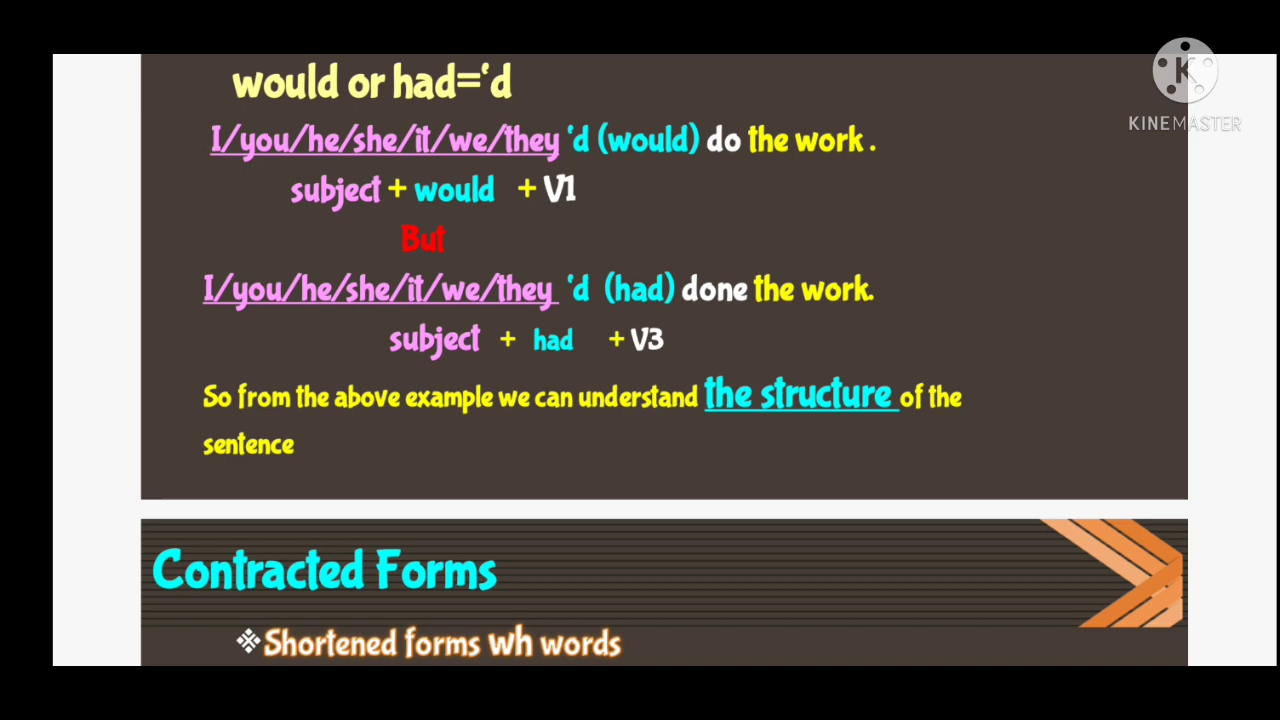 would or had=‘d
K
KINEMASTER
I/you/he/she/it/we/they ‘d (would) do the work .
subject + would + V1
But
I/you/he/she/it/we/they ‘d (had) done the work.
subject + had + V3
So from the above example we can understand the structure of the
sentence
Contracted Forms
❖Shortened forms wh words